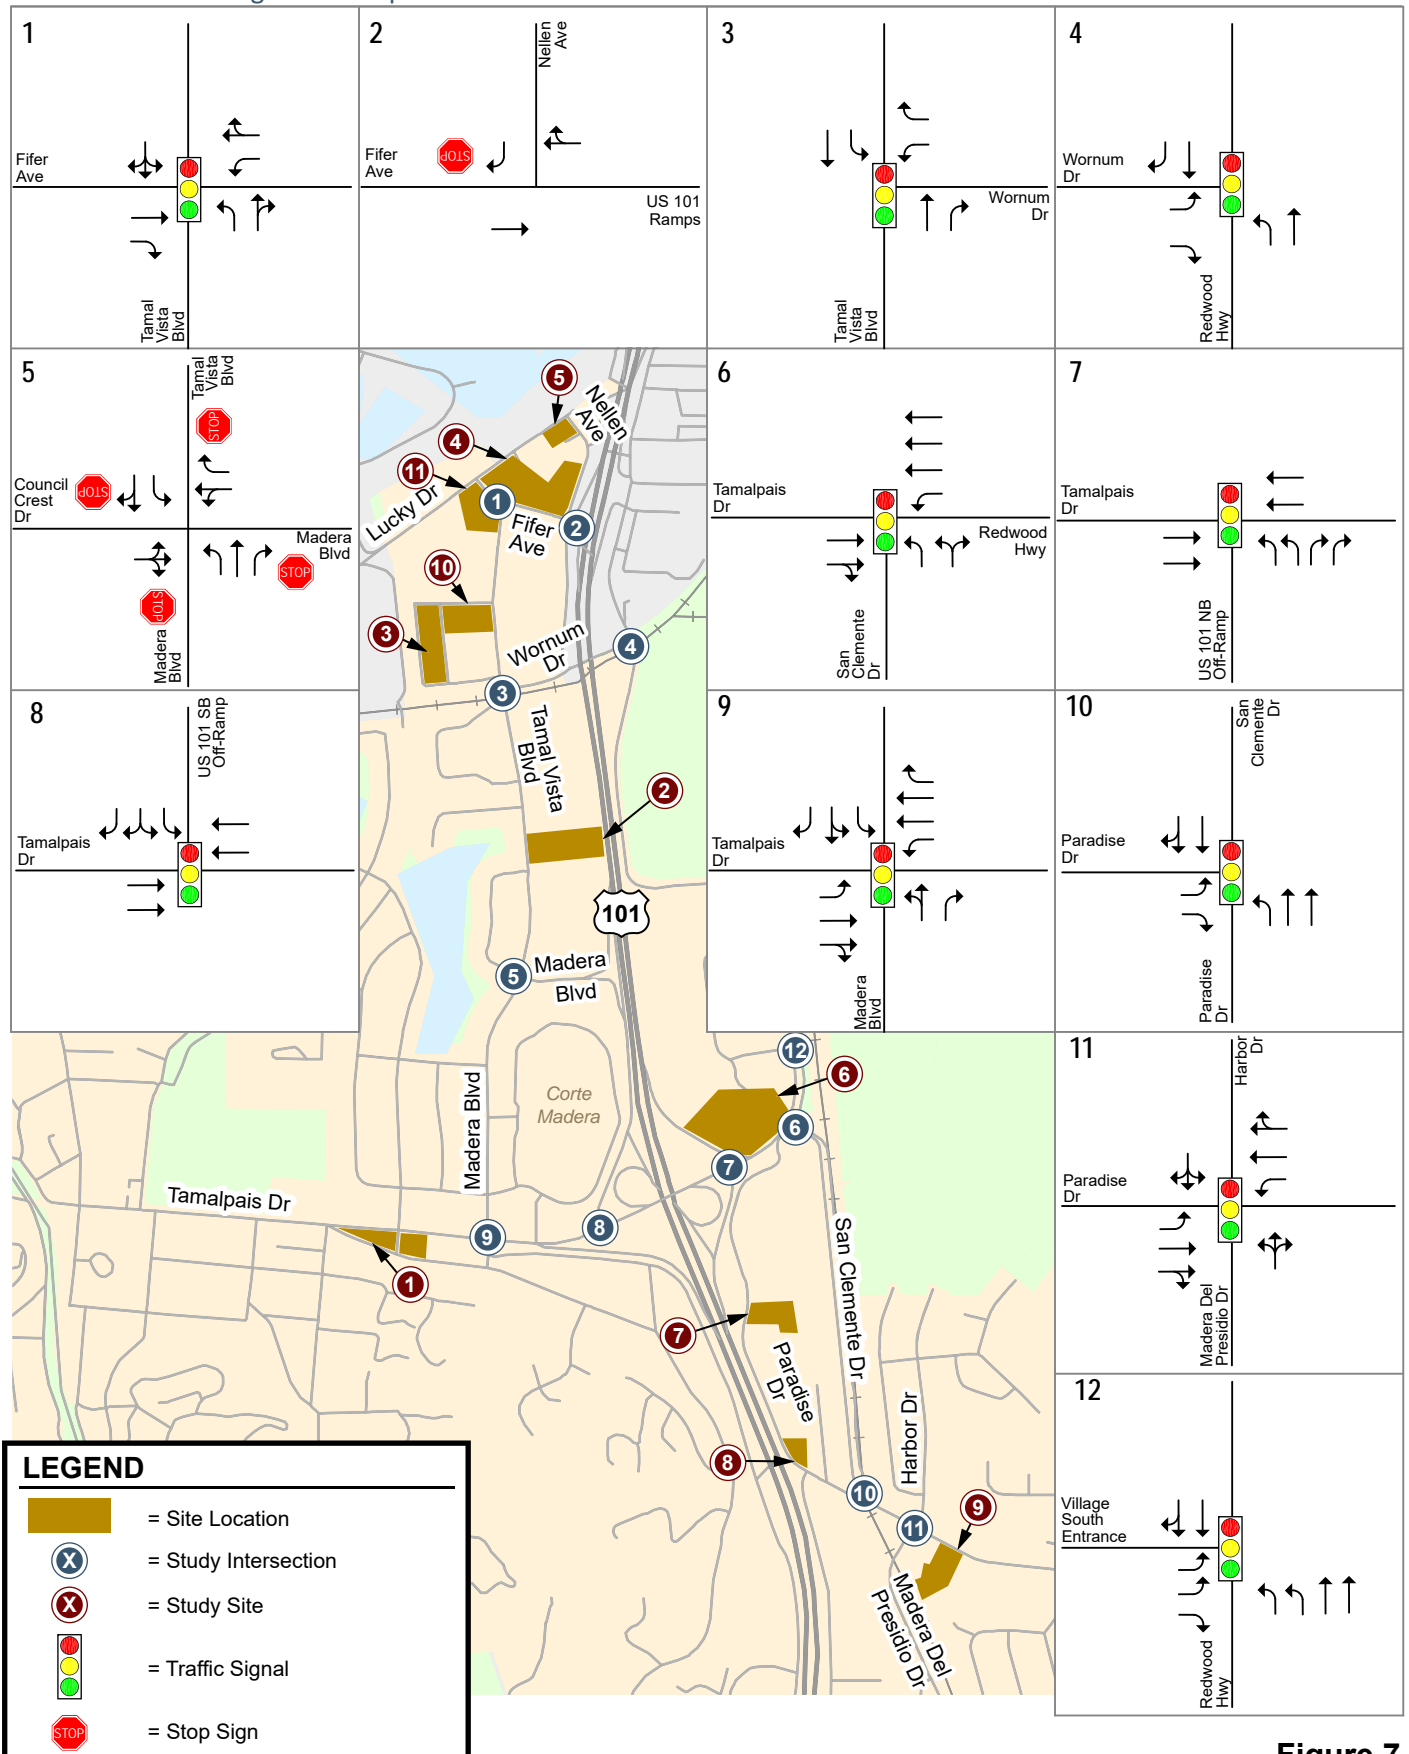 1
Fifer
Ave
Tamal
Vista
Blvd
2
Nellen
Ave
STOP
Fifer
Ave
US 101
Ramps
3
Wornum
Dr
Tamal
Vista
Blvd
4
Wornum
Dr
Redwood
Hwy
5
Tamal
Vista
Blvd
STOP
Council
Crest
Dr
STOP
Madera
Blvd
STOP
STOP
Madera
Blvd
6
Tamalpais
Dr
Redwood
Hwy
San
Clemente
Dr
7
Tamalpais
Dr
US 101 NB
Off-Ramp
8
US 101 SB
Off-Ramp
Tamalpais
Dr
9
Tamalpais
Dr
Madera
Blvd
10
San
Clemente
Dr
Paradise
Dr
Paradise
Dr
11
Harbor
Dr
Paradise
Dr
Madera Del
Presidio Dr
12
Village
South
Entrance
Redwood
Hwy
5
Nellen
Ave
4
11
1
Lucky Dr
Fifer
Ave
2
10
3
Wornum
Dr
4
3
Tamal Vista
Blvd
2
101
5
Madera
Blvd
12
6
Madera Blvd
Corte
Madera
6
7
Tamalpais Dr
8
9
1
San Clemente Dr
7
Paradise
Dr
Harbor Dr
8
10
9
11
Madera Del
Presidio Dr
LEGEND
= Site Location
X
= Study Intersection
X
= Study Site
= Traffic Signal
STOP
= Stop Sign